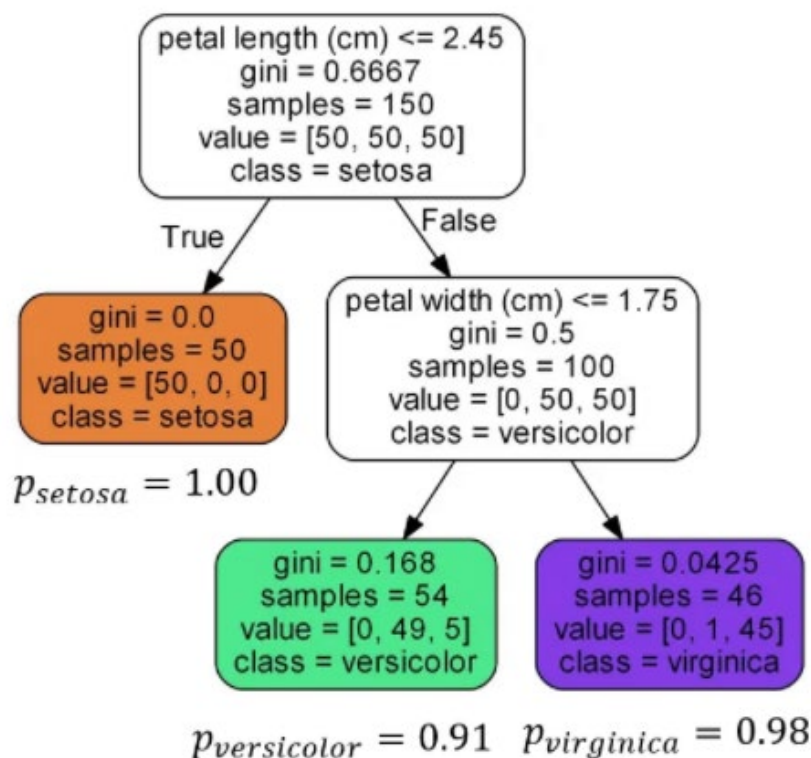 petal length (cm) <= 2.45
gini = 0.6667
samples = 150
value = [50, 50, 50]
class = setosa
True
False
gini = 0.0
samples = 50
value = [50, 0, 0]
class = setosa
p_setosa = 1.00
petal width (cm) <= 1.75
gini = 0.5
samples = 100
value = [0, 50, 50]
class = versicolor
gini = 0.168
samples = 54
value = [0, 49, 5]
class = versicolor
p_versicolor = 0.91
gini = 0.0425
samples = 46
value = [0, 1, 45]
class = virginica
p_virginica = 0.98